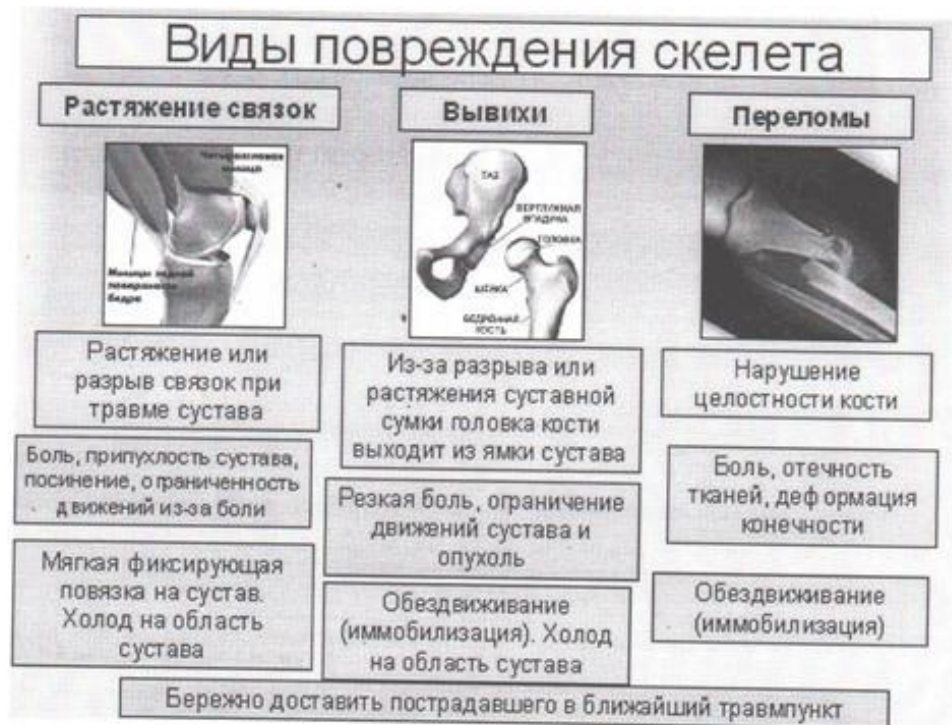 Виды повреждения скелета
Растяжение связок
Вывихи
Переломы
Четырехглавая
мышца
Мышцы задней
поверхности
бедра
ТАЗ
ВЕРТЛУЖНАЯ
ВПАДИНА
ГОЛОВКА
ШЕЙКА
БЕДРЕННАЯ
КОСТЬ
Растяжение или
разрыв связок при
травме сустава
Боль, припухлость сустава,
посинение, ограниченность
движений из-за боли
Мягкая фиксирующая
повязка на сустав.
Холод на область
сустава
Из-за разрыва или
растяжения суставной
сумки головка кости
выходит из ямки сустава
Резкая боль, ограничение
движений сустава и
опухоль
Обездвиживание
(иммобилизация). Холод
на область сустава
Нарушение
целостности кости
Боль, отечность
тканей, деформация
конечности
Обездвиживание
(иммобилизация)
Бережно доставить пострадавшего в ближайший травмпункт